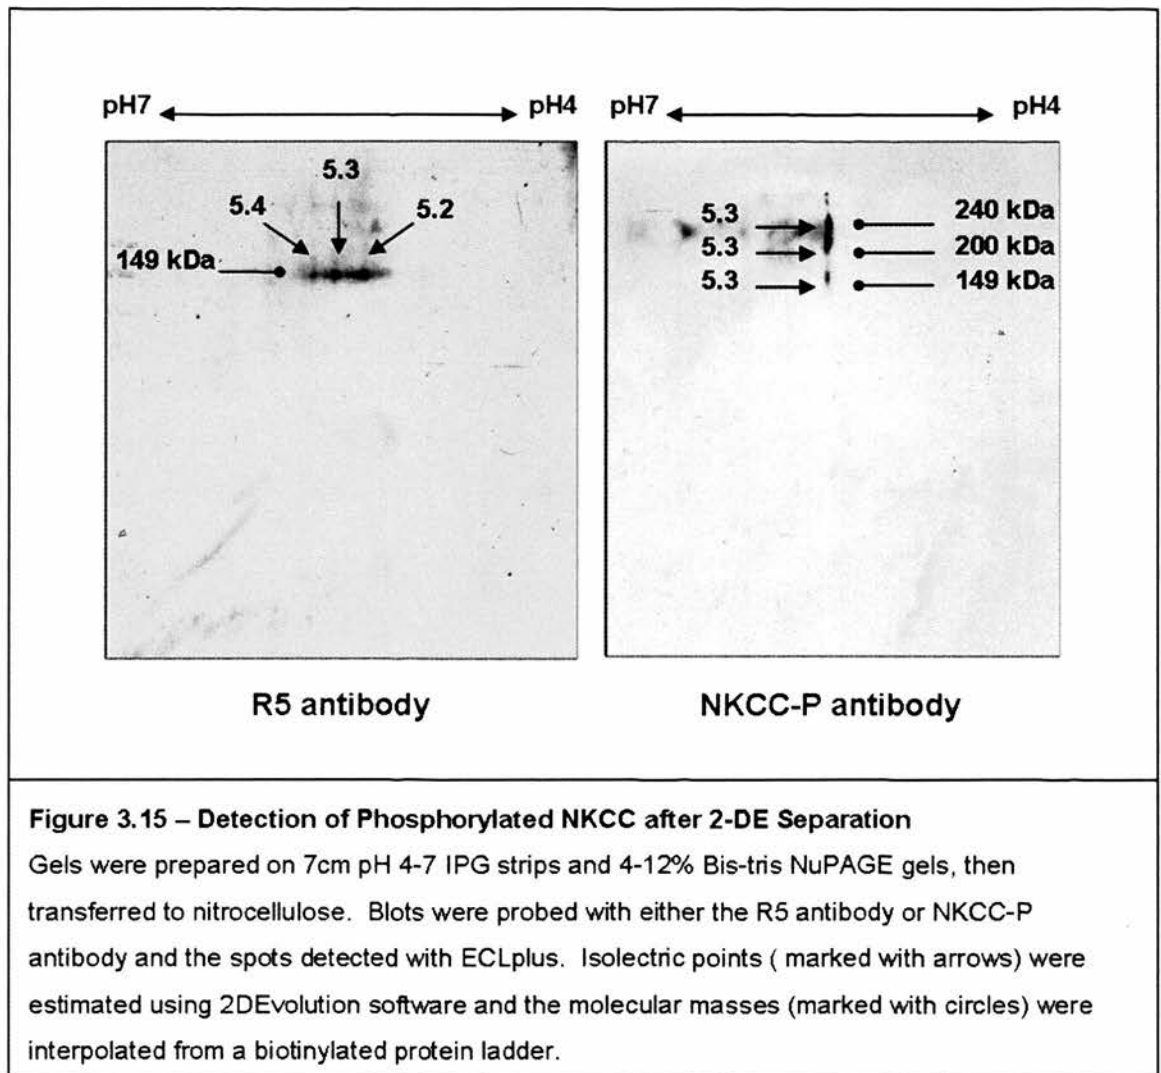 pH7 pH4 pH7 pH4
5.3
5.4 5.2
149 kDa
5.3 240 kDa
5.3 200 kDa
5.3 149 kDa
R5 antibody NKCC-P antibody
Figure 3.15 – Detection of Phosphorylated NKCC after 2-DE Separation
Gels were prepared on 7cm pH 4-7 IPG strips and 4-12% Bis-tris NuPAGE gels, then
transferred to nitrocellulose. Blots were probed with either the R5 antibody or NKCC-P
antibody and the spots detected with ECLplus. Isolectric points ( marked with arrows) were
estimated using 2DEvolution software and the molecular masses (marked with circles) were
interpolated from a biotinylated protein ladder.